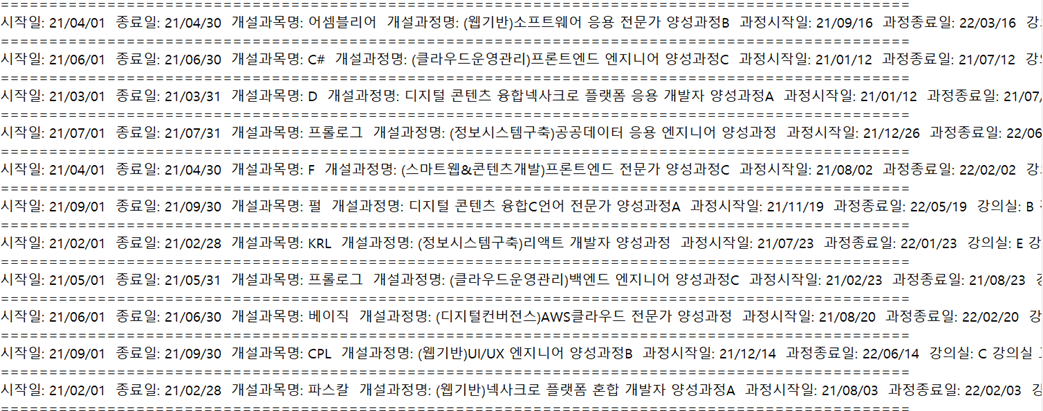 ================================================================================================
시작일: 21/04/01 종료일: 21/04/30 개설과목명: 어셈블리어 개설과정명: (웹기반)소프트웨어 응용 전문가 양성과정B 과정시작일: 21/09/16 과정종료일: 22/03/16
================================================================================================
시작일: 21/06/01 종료일: 21/06/30 개설과목명: C# 개설과정명: (클라우드운영관리)프론트엔드 엔지니어 양성과정C 과정시작일: 21/01/12 과정종료일: 21/07/12
================================================================================================
시작일: 21/03/01 종료일: 21/03/31 개설과목명: D 개설과정명: 디지털 콘텐츠 융합넥사크로 플랫폼 응용 개발자 양성과정A 과정시작일: 21/01/12 과정종료일: 21/07/
================================================================================================
시작일: 21/07/01 종료일: 21/07/31 개설과목명: 프롤로그 개설과정명: (정보시스템구축)공공데이터 응용 엔지니어 양성과정 과정시작일: 21/12/26 과정종료일: 22/06
================================================================================================
시작일: 21/04/01 종료일: 21/04/30 개설과목명: F 개설과정명: (스마트웹&콘텐츠개발)프론트엔드 전문가 양성과정C 과정시작일: 21/08/02 과정종료일: 22/02/02
================================================================================================
시작일: 21/09/01 종료일: 21/09/30 개설과목명: 펄 개설과정명: 디지털 콘텐츠 융합C언어 전문가 양성과정A 과정시작일: 21/11/19 과정종료일: 22/05/19 강의실: B
================================================================================================
시작일: 21/02/01 종료일: 21/02/28 개설과목명: KRL 개설과정명: (정보시스템구축)리액트 개발자 양성과정 과정시작일: 21/07/23 과정종료일: 22/01/23 강의실: E 강
================================================================================================
시작일: 21/05/01 종료일: 21/05/31 개설과목명: 프롤로그 개설과정명: (클라우드운영관리)백엔드 엔지니어 양성과정C 과정시작일: 21/02/23 과정종료일: 21/08/23
================================================================================================
시작일: 21/06/01 종료일: 21/06/30 개설과목명: 베이직 개설과정명: (디지털컨버전스)AWS클라우드 전문가 양성과정 과정시작일: 21/08/20 과정종료일: 22/02/20
================================================================================================
시작일: 21/09/01 종료일: 21/09/30 개설과목명: CPL 개설과정명: (웹기반)UI/UX 엔지니어 양성과정B 과정시작일: 21/12/14 과정종료일: 22/06/14 강의실: C 강의실
================================================================================================
시작일: 21/02/01 종료일: 21/02/28 개설과목명: 파스칼 개설과정명: (웹기반)넥사크로 플랫폼 혼합 개발자 양성과정A 과정시작일: 21/08/03 과정종료일: 22/02/03
================================================================================================